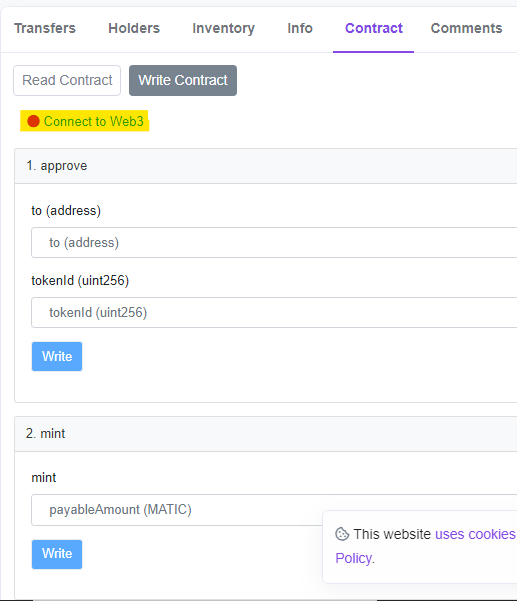 Transfers Holders Inventory Info Contract Comments
Read Contract Write Contract
Connect to Web3
1. approve
to (address)
to (address)
tokenId (uint256)
tokenId (uint256)
Write
2. mint
mint
payableAmount (MATIC)
Write
This website uses cookies
Policy.